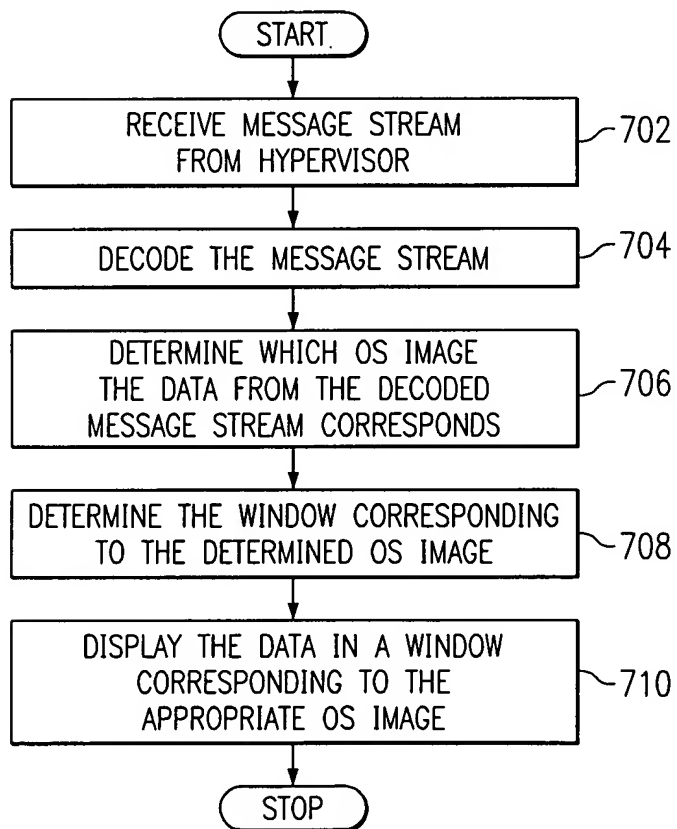 START
RECEIVE MESSAGE STREAM
FROM HYPERVISOR
702
DECODE THE MESSAGE STREAM
704
DETERMINE WHICH OS IMAGE
THE DATA FROM THE DECODED
MESSAGE STREAM CORRESPONDS
706
DETERMINE THE WINDOW CORRESPONDING
TO THE DETERMINED OS IMAGE
708
DISPLAY THE DATA IN A WINDOW
CORRESPONDING TO THE
APPROPRIATE OS IMAGE
710
STOP